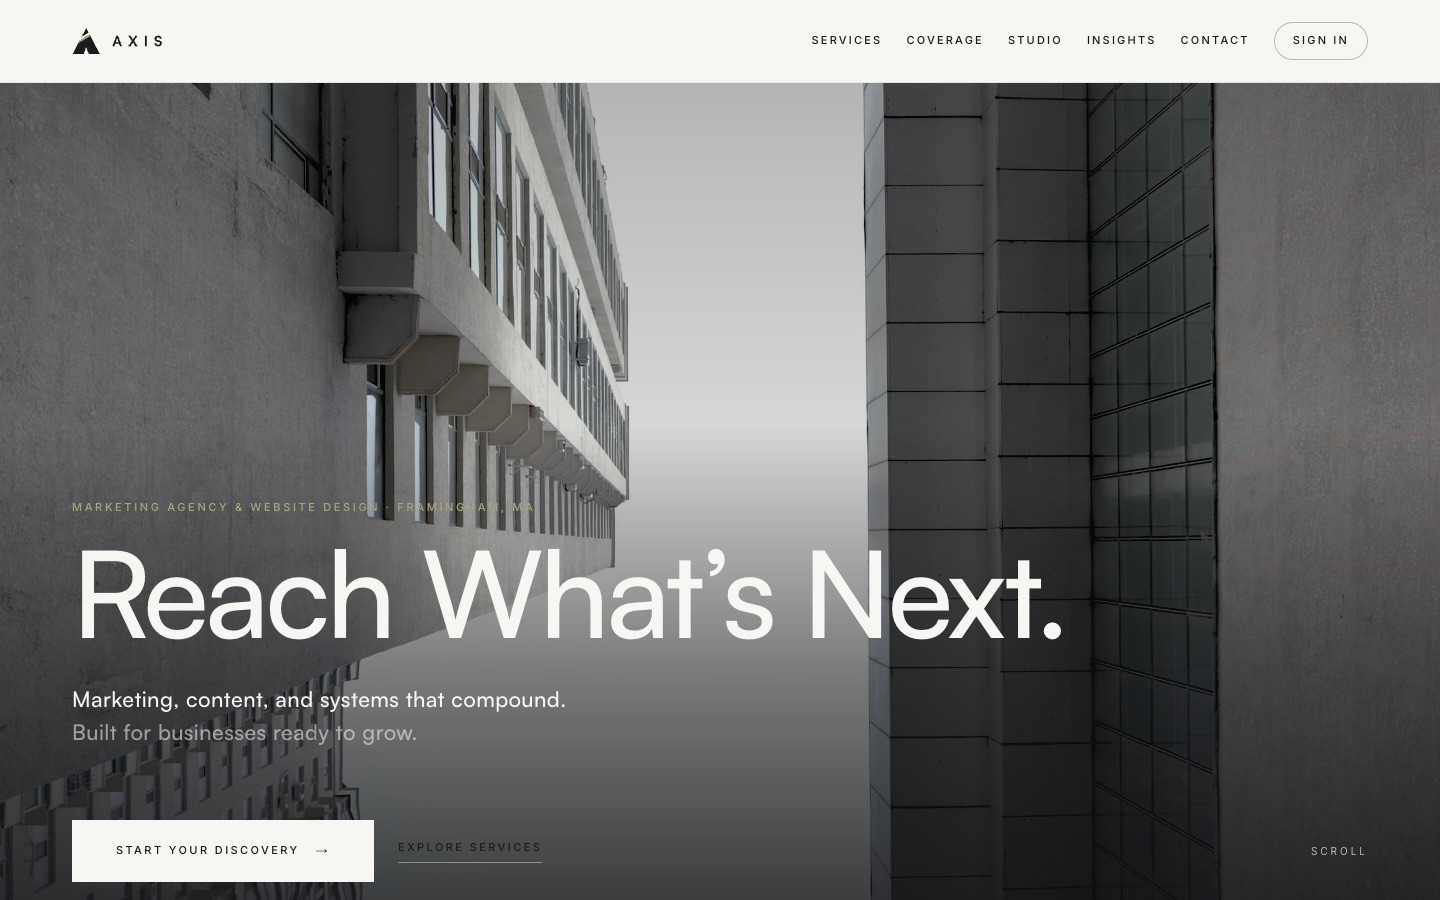 AXIS
SERVICES
COVERAGE
STUDIO
INSIGHTS
CONTACT
SIGN IN
MARKETING AGENCY & WEBSITE DESIGN · FRAMINGHAM, MA
Reach What’s Next.
Marketing, content, and systems that compound.
Built for businesses ready to grow.
START YOUR DISCOVERY →
EXPLORE SERVICES
SCROLL